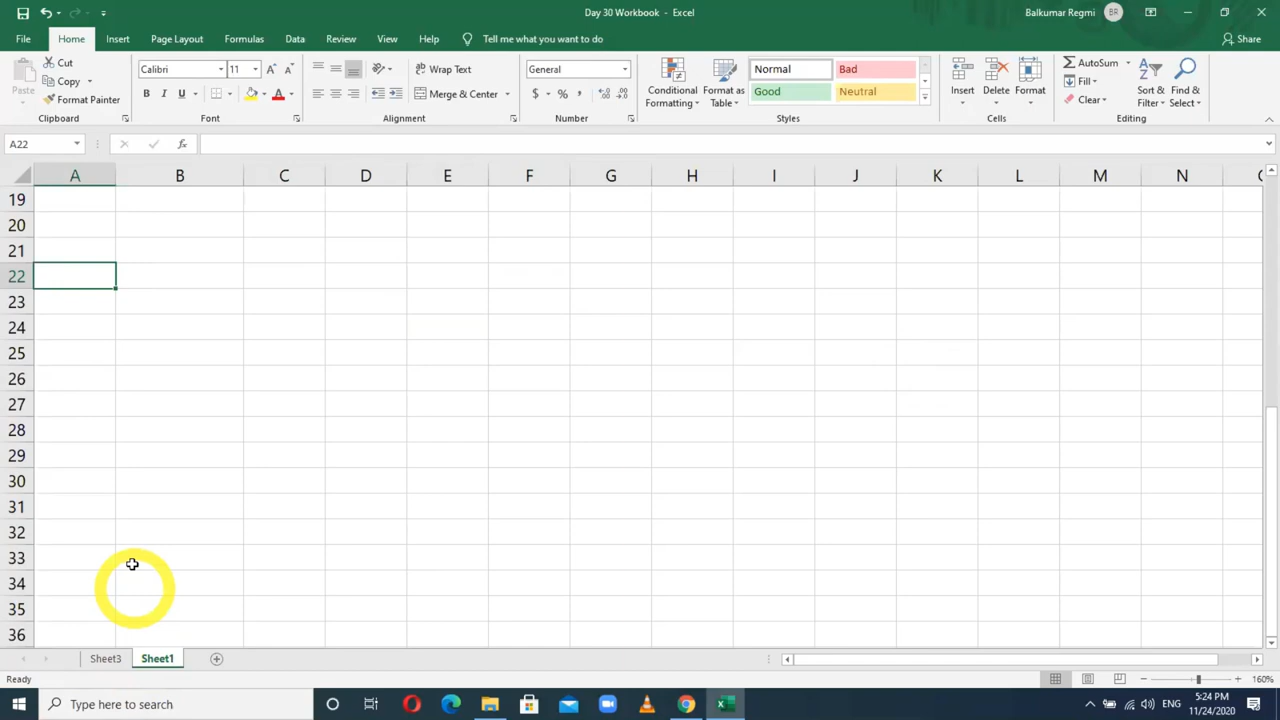 Day 30 Workbook - Excel
Balkumar Regmi BR
File Home Insert Page Layout Formulas Data Review View Help Tell me what you want to do Share
Paste
Cut
Copy
Format Painter
Clipboard
Calibri 11 A A
B I U A
Font
Wrap Text
Merge & Center
Alignment
General
$ % , .0 .00
Number
Conditional
Formatting
Format as
Table
Normal Bad
Good Neutral
Styles
Insert Delete Format
Cells
AutoSum
Fill
Clear
Sort &
Filter
Find &
Select
Editing
A22 fx
A B C D E F G H I J K L M N
19
20
21
22
23
24
25
26
27
28
29
30
31
32
33
34
35
36
Sheet3 Sheet1
Ready 160%
Type here to search
ENG
5:24 PM
11/24/2020